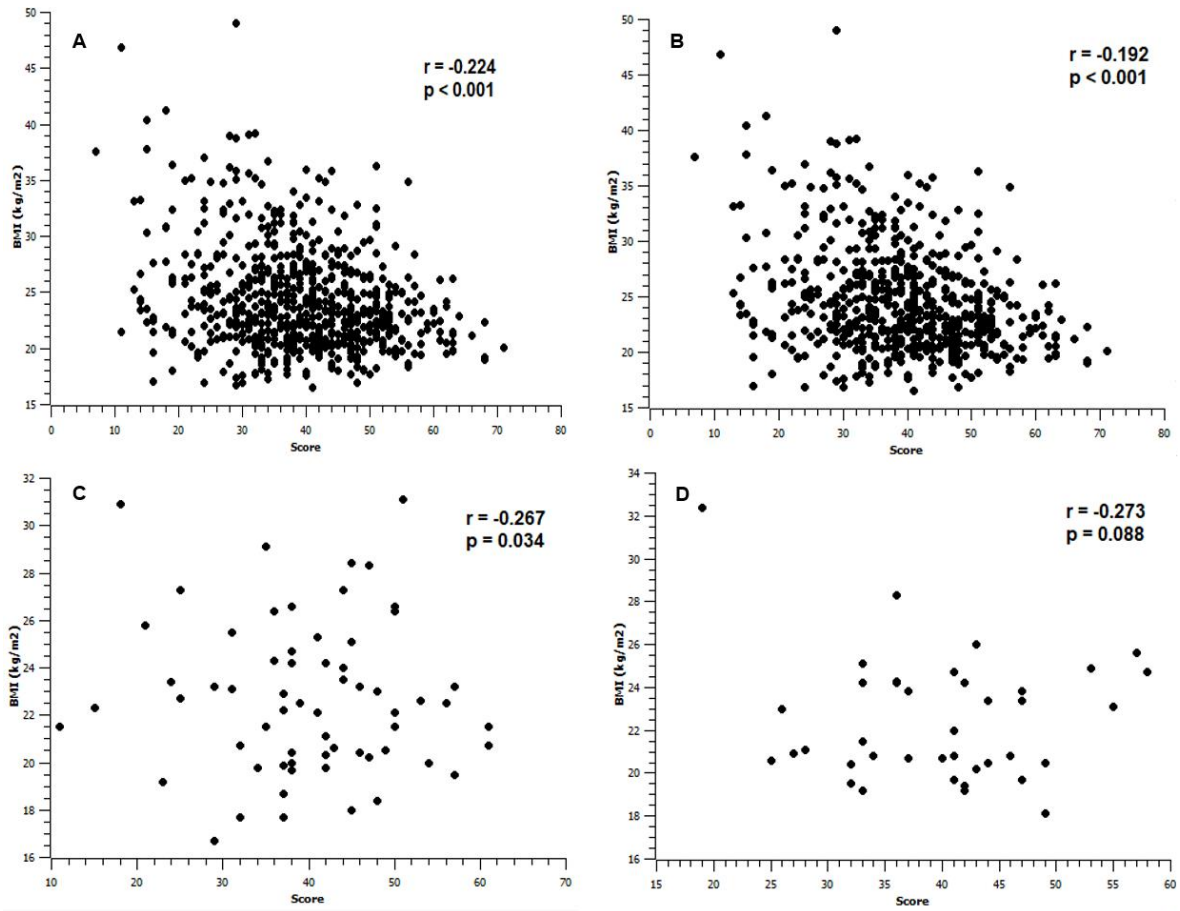 A
r = -0.224
p < 0.001
BMI (kg/m2)
50
45
40
35
30
25
20
15
0 10 20 30 40 50 60 70 80
Score
B
r = -0.192
p < 0.001
BMI (kg/m2)
50
45
40
35
30
25
20
15
0 10 20 30 40 50 60 70 80
Score
C
r = -0.267
p = 0.034
BMI (kg/m2)
32
30
28
26
24
22
20
18
16
10 20 30 40 50 60 70
Score
D
r = -0.273
p = 0.088
BMI (kg/m2)
34
32
30
28
26
24
22
20
18
16
15 20 25 30 35 40 45 50 55 60
Score